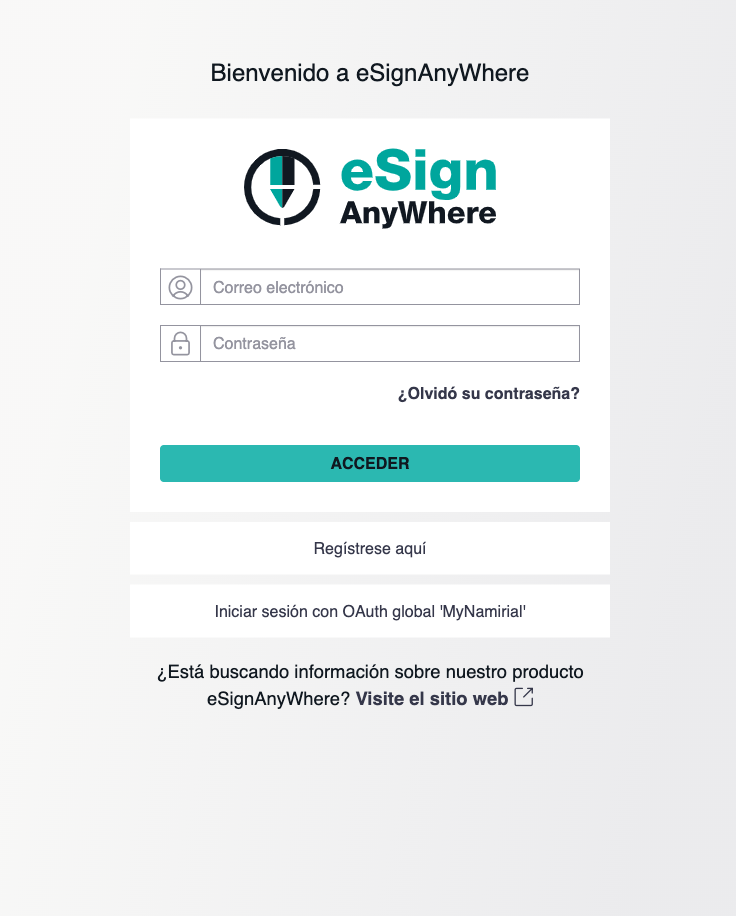 Bienvenido a eSignAnyWhere
eSign
AnyWhere
Correo electrónico
Contraseña
¿Olvidó su contraseña?
ACCEDER
Regístrese aquí
Iniciar sesión con OAuth global 'MyNamirial'
¿Está buscando información sobre nuestro producto
eSignAnyWhere? Visite el sitio web